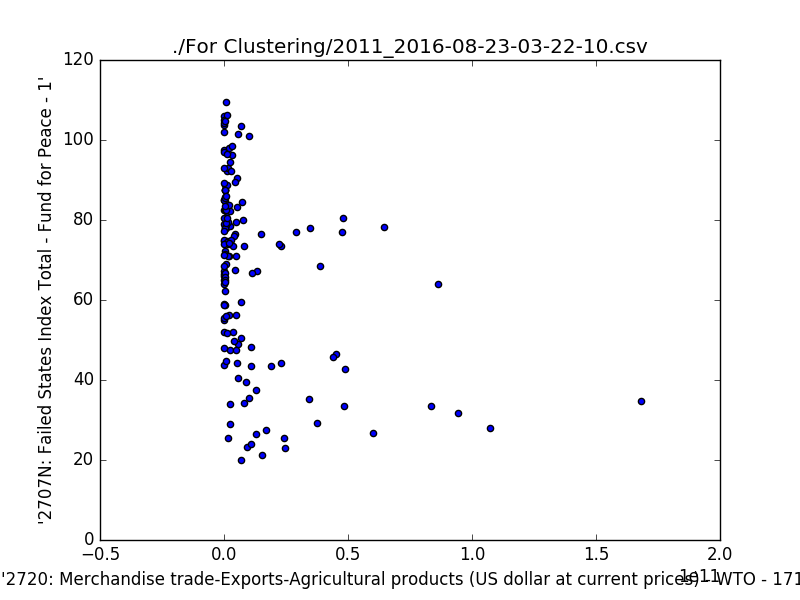 ./For Clustering/2011_2016-08-23-03-22-10.csv
120
100
80
60
40
20
0
'2707N: Failed States Index Total - Fund for Peace - 1'
−0.5 0.0 0.5 1.0 1.5 2.0
1e11
'2720: Merchandise trade-Exports-Agricultural products (US dollar at current prices) - WTO - 171